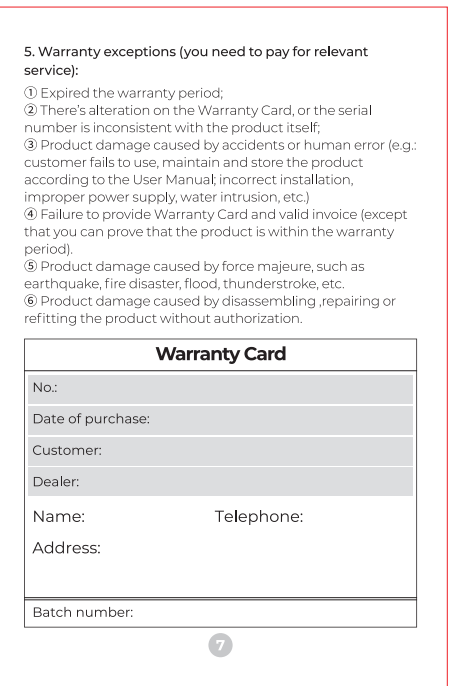 5. Warranty exceptions (you need to pay for relevant
service):
① Expired the warranty period;
② There's alteration on the Warranty Card, or the serial
number is inconsistent with the product itself;
③ Product damage caused by accidents or human error (e.g.:
customer fails to use, maintain and store the product
according to the User Manual; incorrect installation,
improper power supply, water intrusion, etc.)
④ Failure to provide Warranty Card and valid invoice (except
that you can prove that the product is within the warranty
period).
⑤ Product damage caused by force majeure, such as
earthquake, fire disaster, flood, thunderstroke, etc.
⑥ Product damage caused by disassembling ,repairing or
refitting the product without authorization.
Warranty Card
No.:
Date of purchase:
Customer:
Dealer:
Name: Telephone:
Address:
Batch number:
7